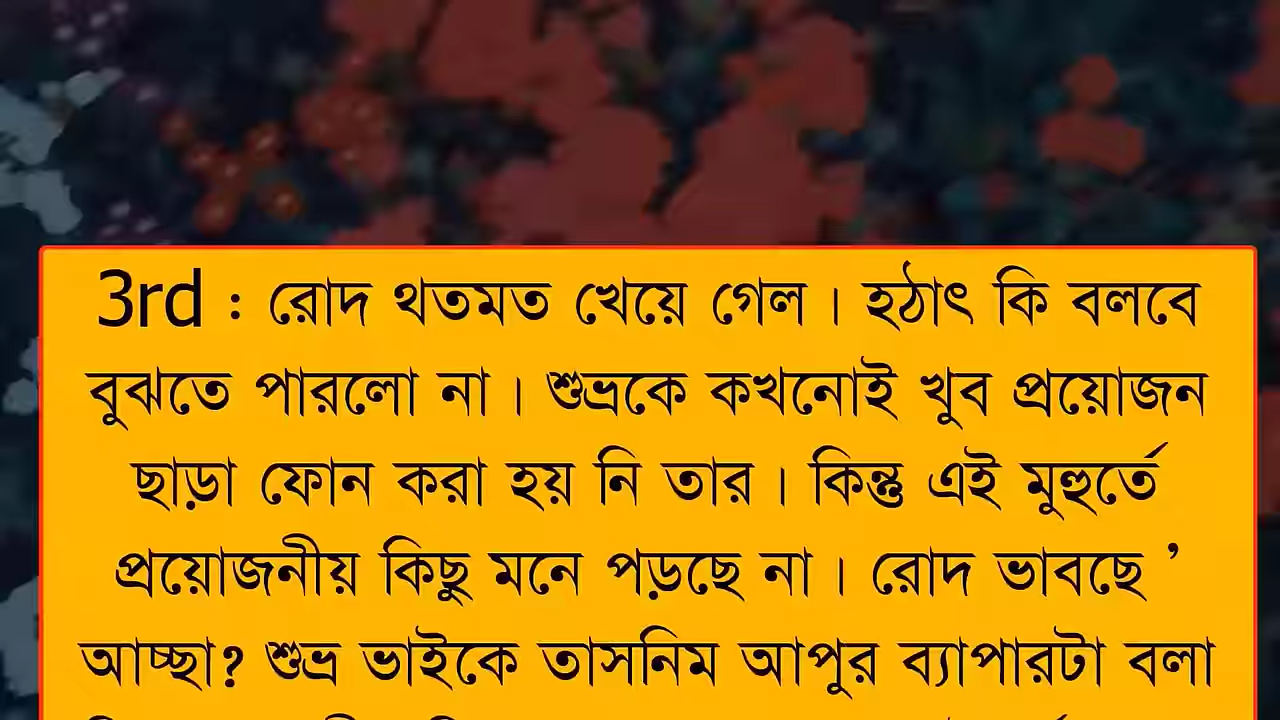 3rd : রোদ থতমত খেয়ে গেল । হঠাৎ কি বলবে
বুঝতে পারলো না । শুভ্রকে কখনোই খুব প্রয়োজন
ছাড়া ফোন করা হয় নি তার । কিন্তু এই মুহুর্তে
প্রয়োজনীয় কিছু মনে পড়ছে না । রোদ ভাবছে ’
আচ্ছা? শুভ্র ভাইকে তাসনিম আপুর ব্যাপারটা বলা